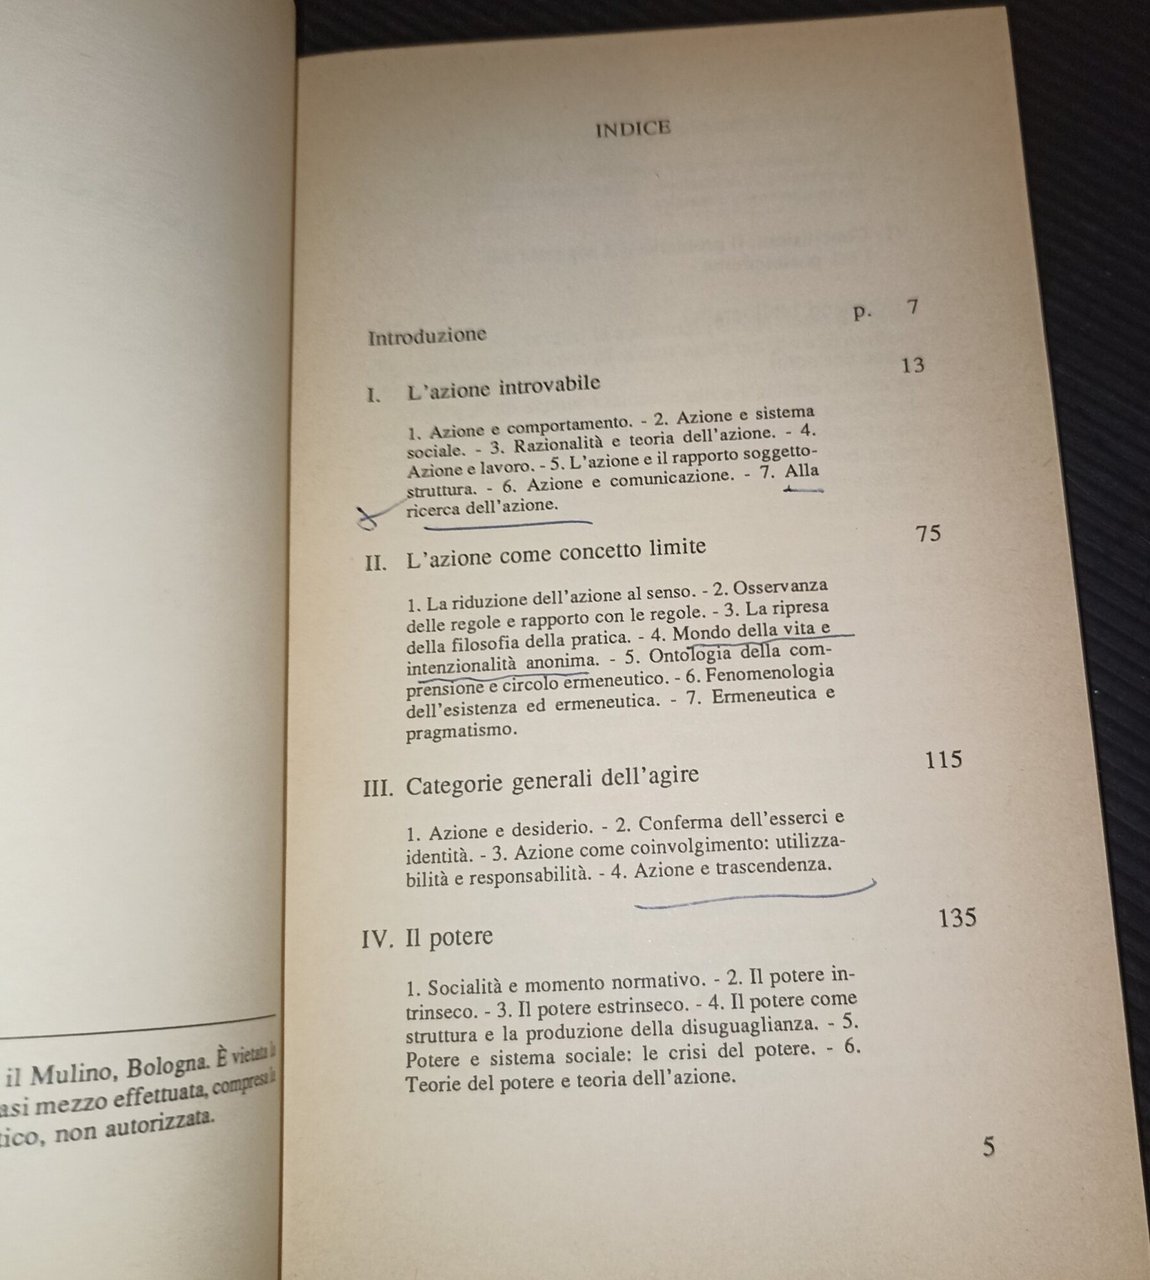 il Mulino, Bologna. È vietata la
asi mezzo effettuata, compresa la
tico, non autorizzata.
INDICE
Introduzione p. 7
I. L'azione introvabile 13
1. Azione e comportamento. - 2. Azione e sistema
sociale. - 3. Razionalità e teoria dell'azione. - 4.
Azione e lavoro. - 5. L'azione e il rapporto soggetto-
struttura. - 6. Azione e comunicazione. - 7. Alla
ricerca dell'azione.
II. L'azione come concetto limite 75
1. La riduzione dell'azione al senso. - 2. Osservanza
delle regole e rapporto con le regole. - 3. La ripresa
della filosofia della pratica. - 4. Mondo della vita e
intenzionalità anonima. - 5. Ontologia della com-
prensione e circolo ermeneutico. - 6. Fenomenologia
dell'esistenza ed ermeneutica. - 7. Ermeneutica e
pragmatismo.
III. Categorie generali dell'agire 115
1. Azione e desiderio. - 2. Conferma dell'esserci e
identità. - 3. Azione come coinvolgimento: utilizza-
bilità e responsabilità. - 4. Azione e trascendenza.
IV. Il potere 135
1. Socialità e momento normativo. - 2. Il potere in-
trinseco. - 3. Il potere estrinseco. - 4. Il potere come
struttura e la produzione della disuguaglianza. - 5.
Potere e sistema sociale: le crisi del potere. - 6.
Teorie del potere e teoria dell'azione.
5